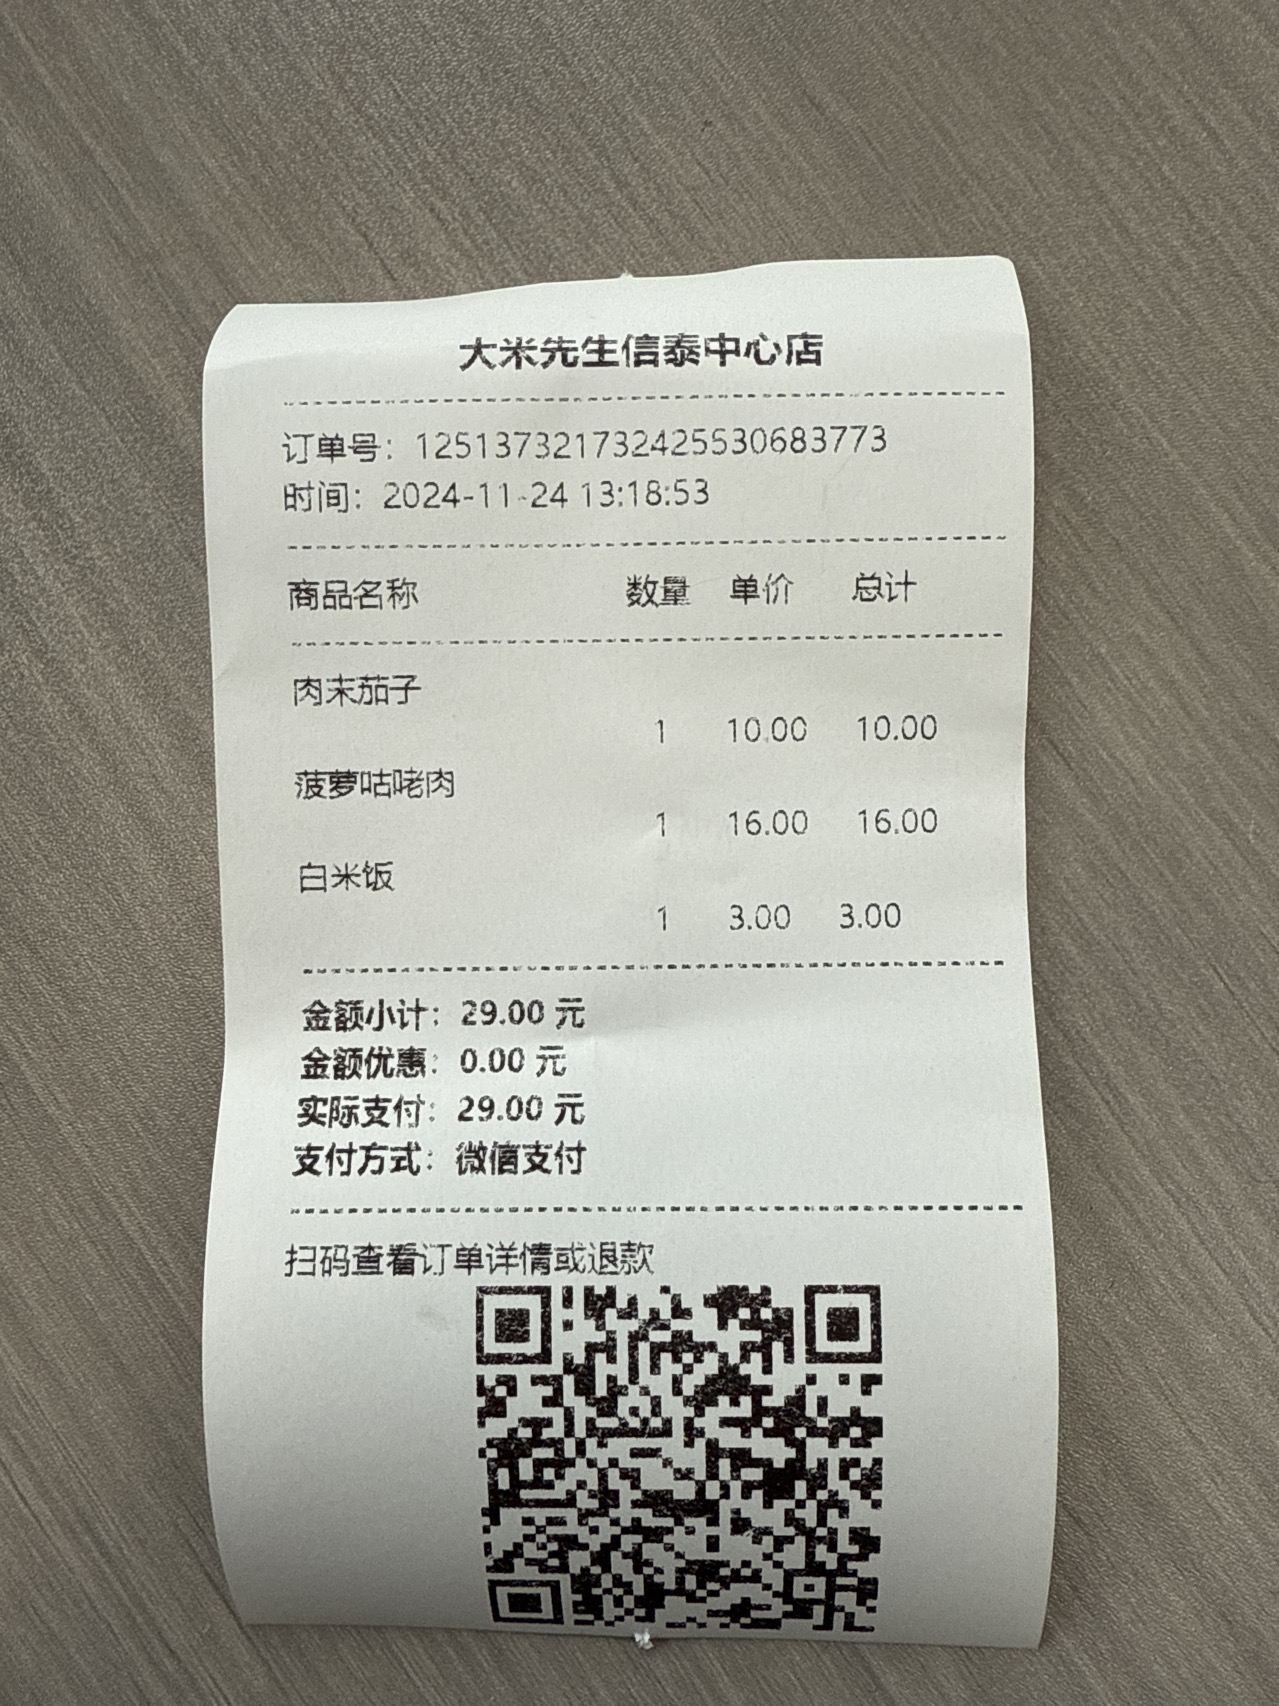 大米先生信泰中心店
订单号：125137321732425530683773
时间：2024-11-24 13:18:53
商品名称 数量 单价 总计
肉末茄子
1 10.00 10.00
菠萝咕咾肉
1 16.00 16.00
白米饭
1 3.00 3.00
金额小计：29.00 元
金额优惠：0.00 元
实际支付：29.00 元
支付方式：微信支付
扫码查看订单详情或退款